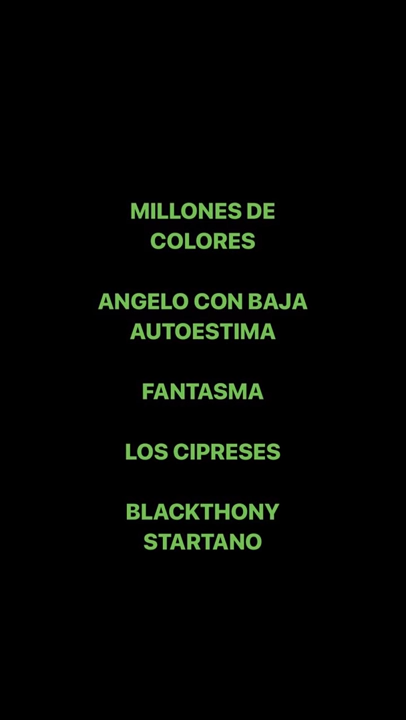 MILLONES DE
COLORES
ANGELO CON BAJA
AUTOESTIMA
FANTASMA
LOS CIPRESES
BLACKTHONY
STARTANO